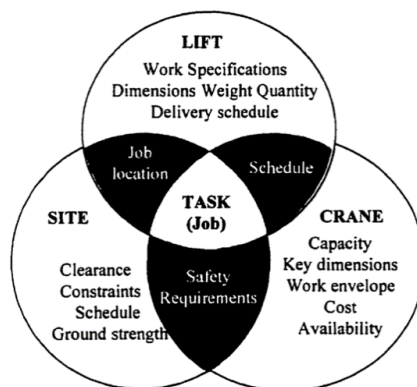 LIFT
Work Specifications
Dimensions Weight Quantity
Delivery schedule
Job
location
Schedule
TASK
(Job)
SITE
Clearance
Constraints
Schedule
Ground strength
Safety
Requirements
CRANE
Capacity
Key dimensions
Work envelope
Cost
Availability